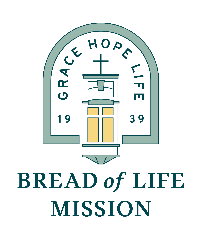 GRACE HOPE LIFE
19 39
BREAD of LIFE
MISSION